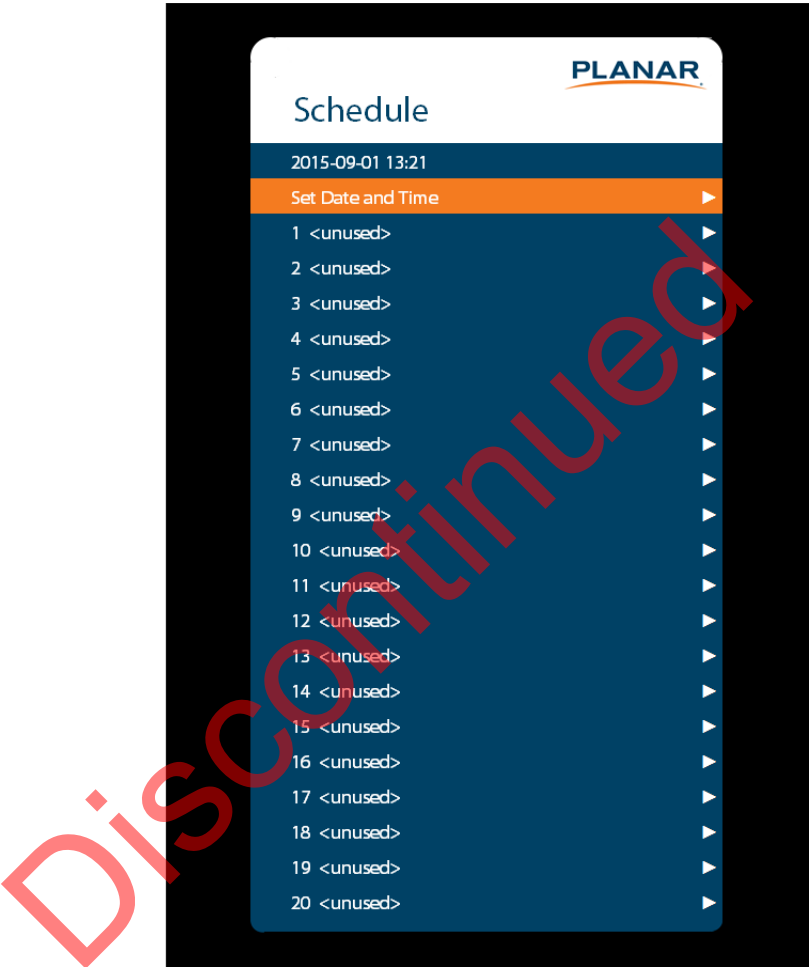 PLANAR
Schedule
2015-09-01 13:21
Set Date and Time
1 <unused>
2 <unused>
3 <unused>
4 <unused>
5 <unused>
6 <unused>
7 <unused>
8 <unused>
9 <unused>
10 <unused>
11 <unused>
12 <unused>
13 <unused>
14 <unused>
15 <unused>
16 <unused>
17 <unused>
18 <unused>
19 <unused>
20 <unused>
Discontinued